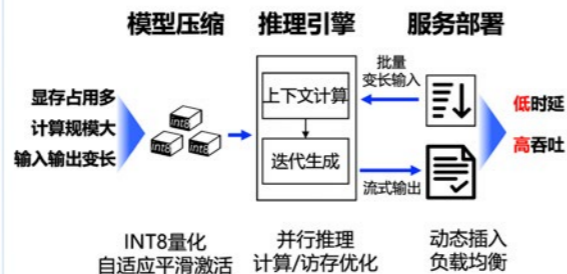 模型压缩
推理引擎
服务部署
显存占用多
计算规模大
输入输出变长
int8
int8
int8
上下文计算
迭代生成
批量
变长输入
流式输出
低时延
高吞吐
INT8量化
自适应平滑激活
并行推理
计算/访存优化
动态插入
负载均衡